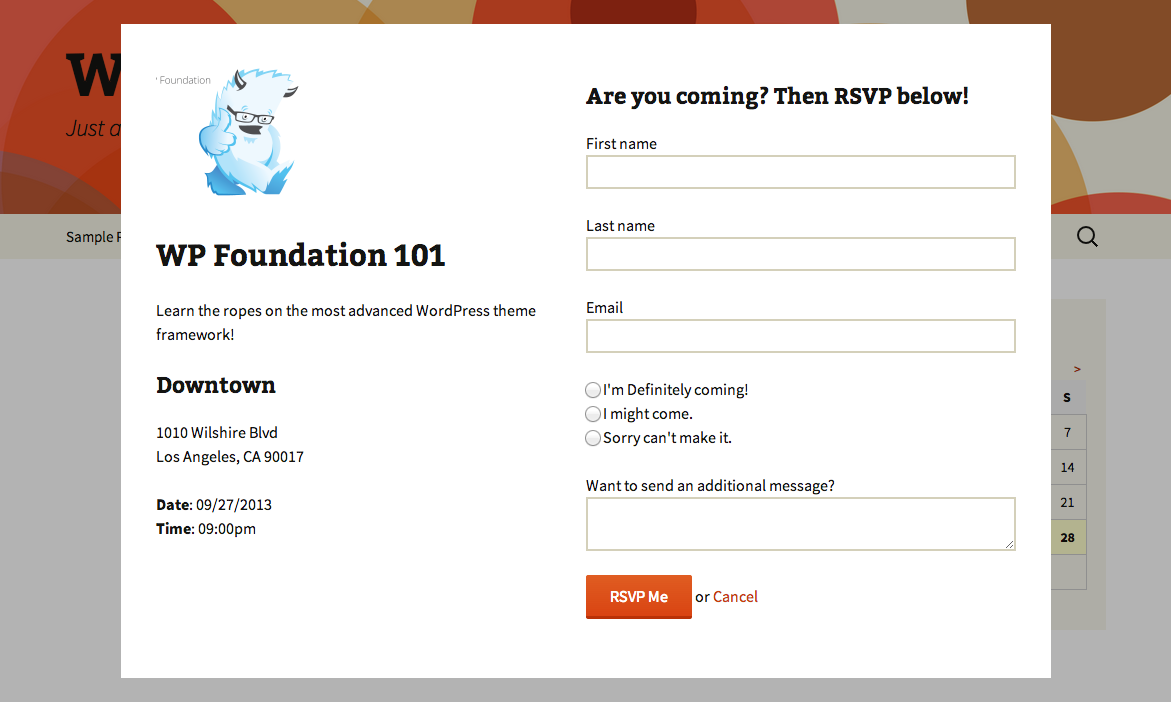 W
Just a
Sample P
' Foundation
WP Foundation 101
Learn the ropes on the most advanced WordPress theme
framework!
Downtown
1010 Wilshire Blvd
Los Angeles, CA 90017
Date: 09/27/2013
Time: 09:00pm
Are you coming? Then RSVP below!
First name
Last name
Email
I'm Definitely coming!
I might come.
Sorry can't make it.
Want to send an additional message?
RSVP Me or Cancel
>
S
7
14
21
28